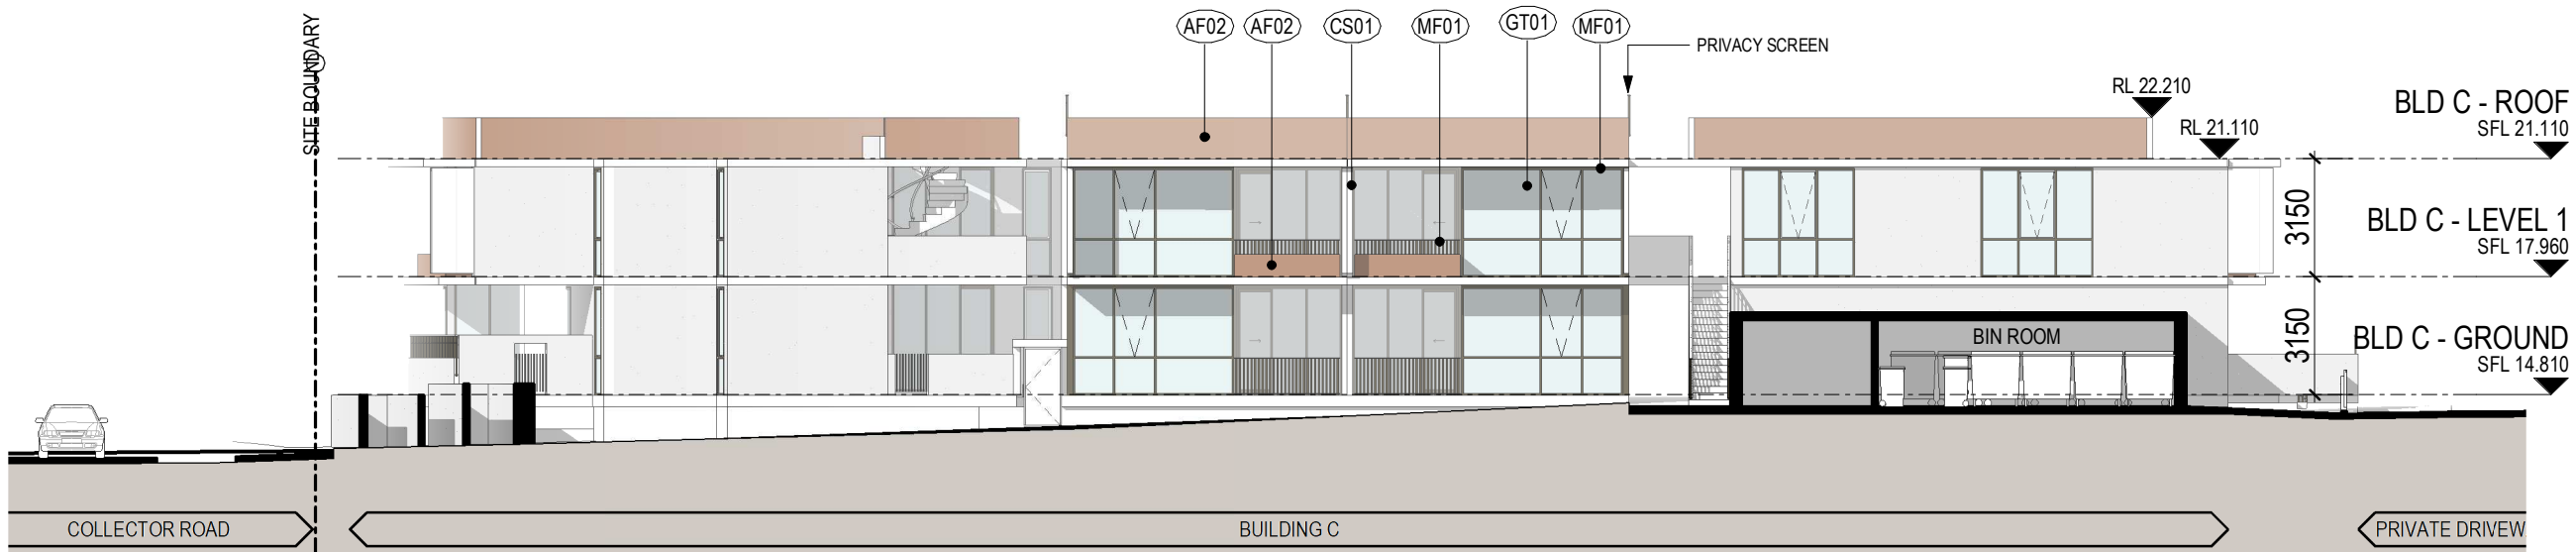 SITE BOUNDARY
AF02
AF02
CS01
MF01
GT01
MF01
PRIVACY SCREEN
RL 22.210
RL 21.110
BLD C - ROOF
SFL 21.110
3150
BLD C - LEVEL 1
SFL 17.960
3150
BLD C - GROUND
SFL 14.810
BIN ROOM
COLLECTOR ROAD
BUILDING C
PRIVATE DRIVEW